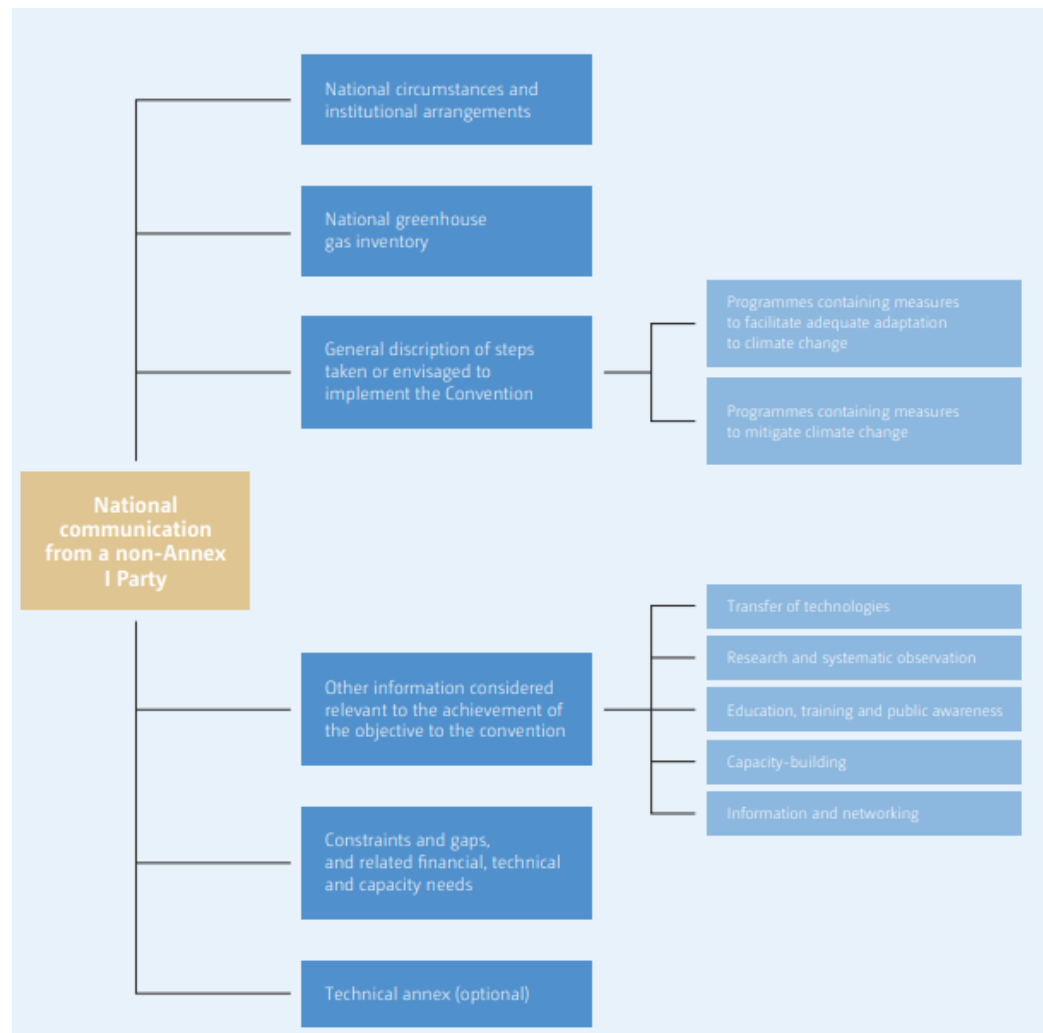 National circumstances and
institutional arrangements
National greenhouse
gas inventory
General discription of steps
taken or envisaged to
implement the Convention
Programmes containing measures
to facilitate adequate adaptation
to climate change
Programmes containing measures
to mitigate climate change
National
communication
from a non-Annex
I Party
Other information considered
relevant to the achievement of
the objective to the convention
Transfer of technologies
Research and systematic observation
Education, training and public awareness
Capacity-building
Information and networking
Constraints and gaps,
and related financial, technical
and capacity needs
Technical annex (optional)